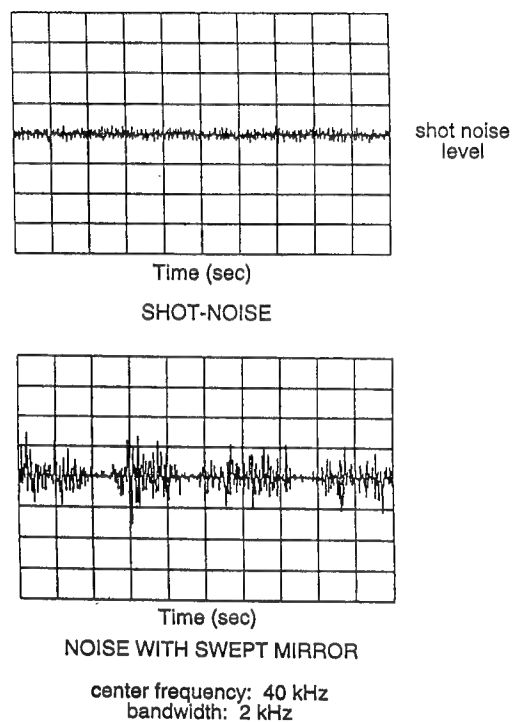 shot noise
level
Time (sec)
SHOT-NOISE
Time (sec)
NOISE WITH SWEPT MIRROR
center frequency: 40 kHz
bandwidth: 2 kHz